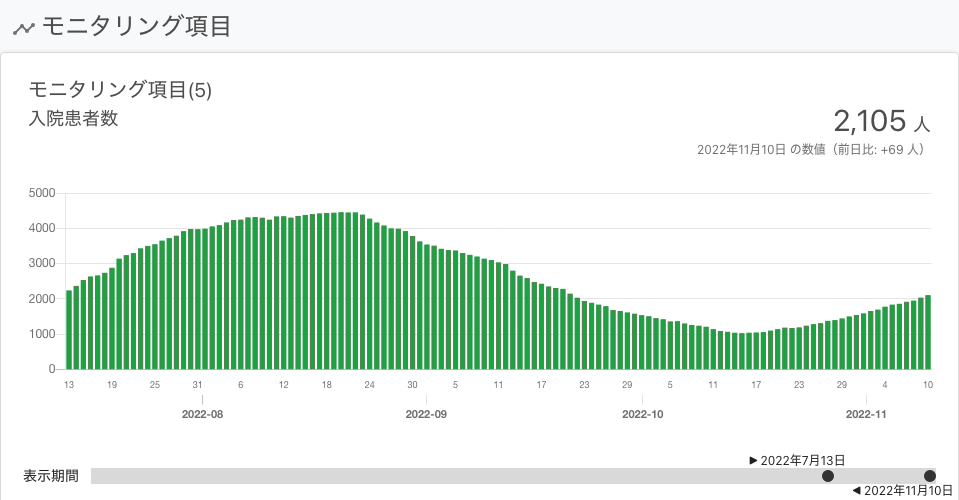 モニタリング項目
モニタリング項目(5)
入院患者数
2,105 人
2022年11月10日 の数値（前日比: +69 人）
5000
4000
3000
2000
1000
0
13 19 25 31 6 12 18 24 30 5 11 17 23 29 5 11 17 23 29 4 10
2022-08 2022-09 2022-10 2022-11
2022年7月13日
表示期間
2022年11月10日